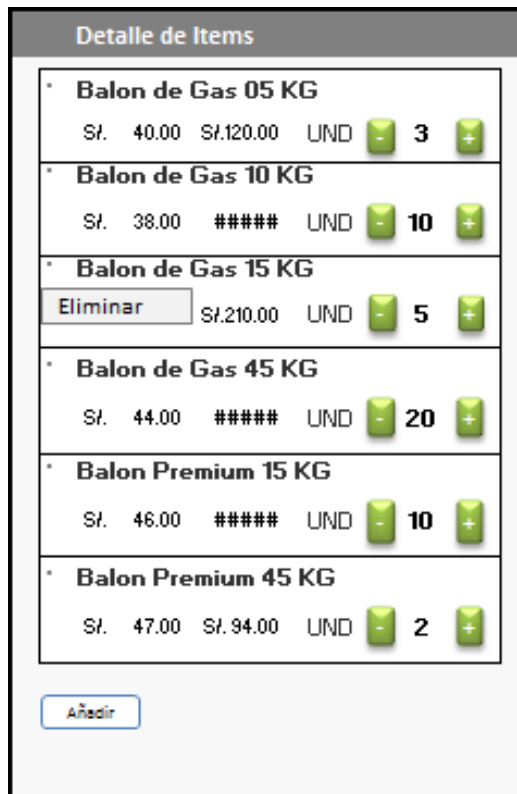 Detalle de Items
Balon de Gas 05 KG
S/. 40.00 S/.120.00 UND - 3 +
Balon de Gas 10 KG
S/. 38.00 ##### UND - 10 +
Balon de Gas 15 KG
Eliminar S/.210.00 UND - 5 +
Balon de Gas 45 KG
S/. 44.00 ##### UND - 20 +
Balon Premium 15 KG
S/. 46.00 ##### UND - 10 +
Balon Premium 45 KG
S/. 47.00 S/. 94.00 UND - 2 +
Añadir